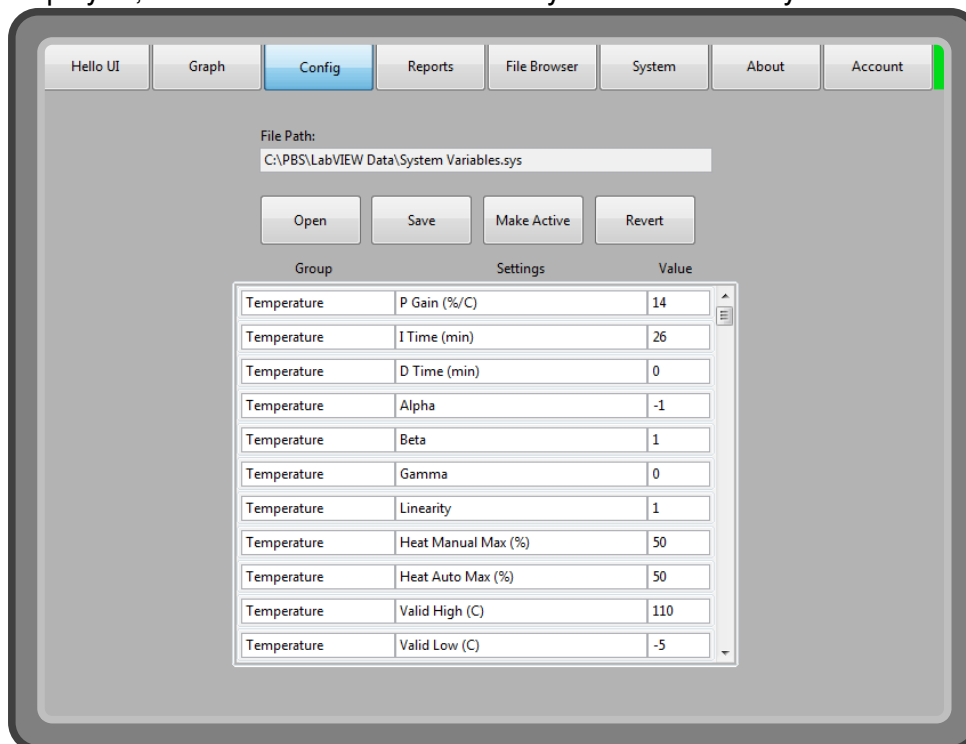 Hello UI Graph Config Reports File Browser System About Account
File Path:
C:\PBS\LabVIEW Data\System Variables.sys
Open Save Make Active Revert
Group Settings Value
Temperature P Gain (%/C) 14
Temperature I Time (min) 26
Temperature D Time (min) 0
Temperature Alpha -1
Temperature Beta 1
Temperature Gamma 0
Temperature Linearity 1
Temperature Heat Manual Max (%) 50
Temperature Heat Auto Max (%) 50
Temperature Valid High (C) 110
Temperature Valid Low (C) -5